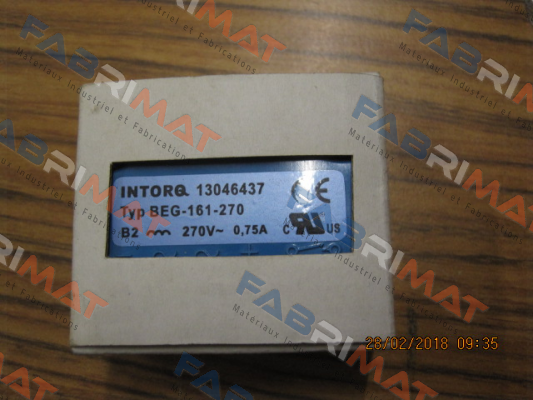 INTORQ 13046437
Typ BEG-161-270
B2 270V~ 0,75A C US
CE
28/02/2018 09:35
FABRIMAT
Matériaux Industriel et Fabrications